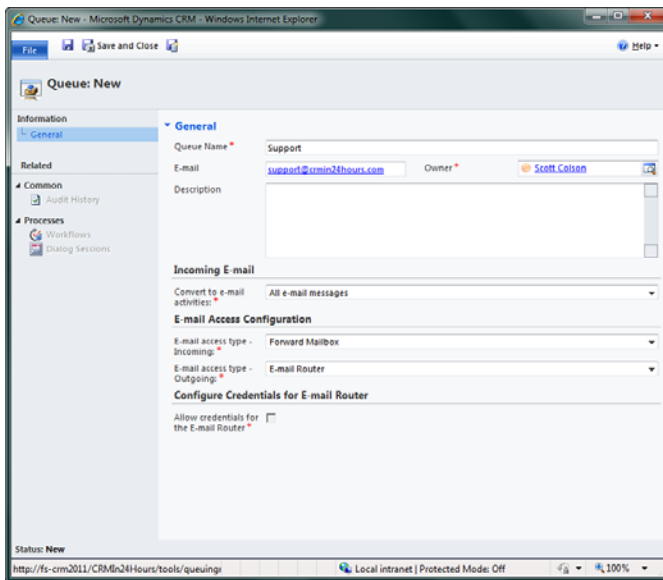 Queue: New - Microsoft Dynamics CRM - Windows Internet Explorer
File
Save and Close
Help
Queue: New
Information
General
Related
Common
Audit History
Processes
Workflows
Dialog Sessions
General
Queue Name * Support
E-mail support@crmin24hours.com Owner * Scott Colson
Description
Incoming E-mail
Convert to e-mail activities: * All e-mail messages
E-mail Access Configuration
E-mail access type - Incoming: * Forward Mailbox
E-mail access type - Outgoing: * E-mail Router
Configure Credentials for E-mail Router
Allow credentials for the E-mail Router *
Status: New
http://fs-crm2011/CRMIn24Hours/tools/queuing
Local intranet | Protected Mode: Off
100%